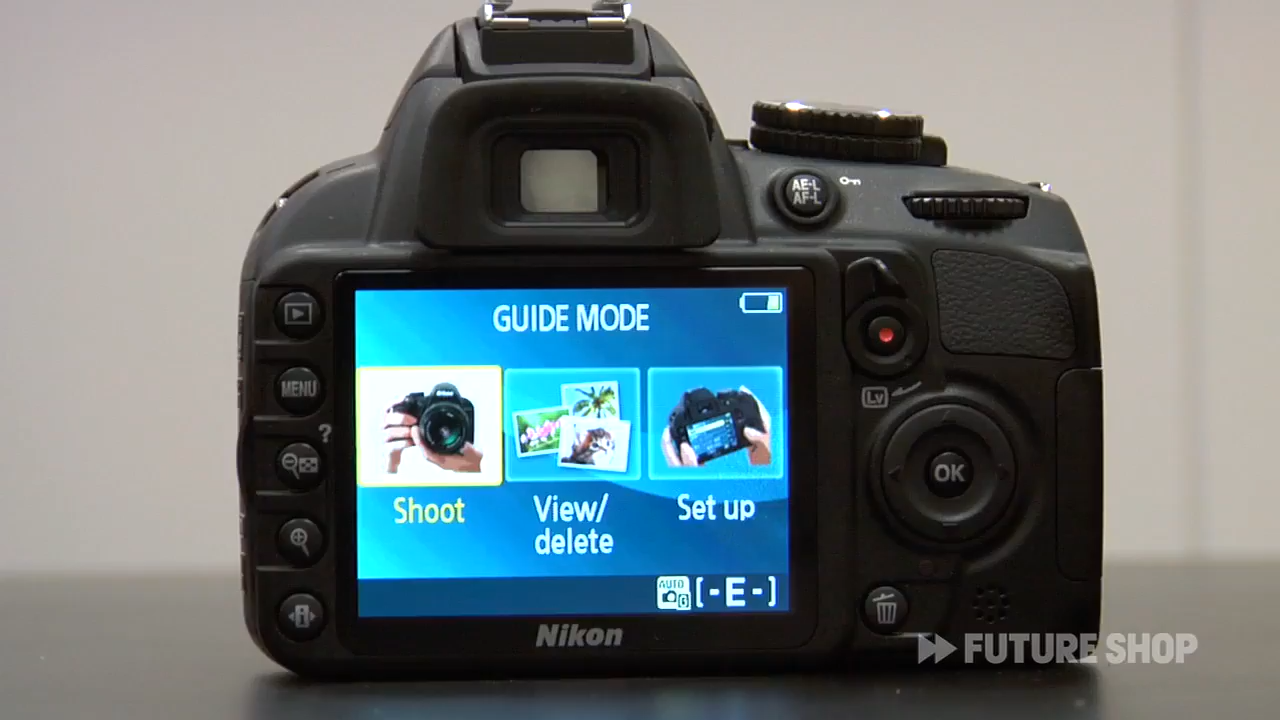 AE-L
AF-L
GUIDE MODE
MENU
?
Shoot
View/
delete
Set up
Lv
OK
AUTO
[-E-]
Nikon
FUTURE SHOP